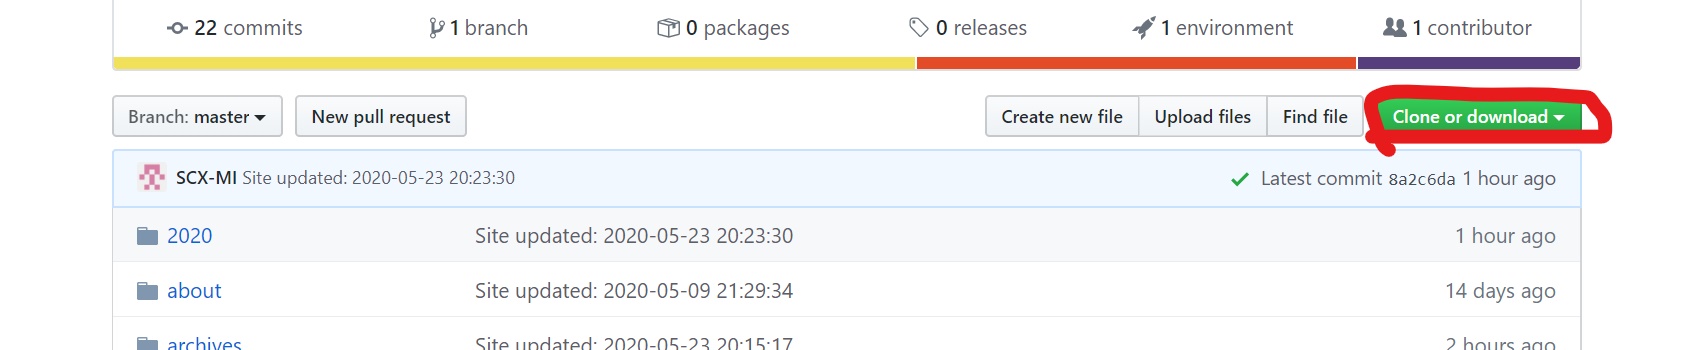 22 commits 1 branch 0 packages 0 releases 1 environment 1 contributor
Branch: master New pull request Create new file Upload files Find file Clone or download
SCX-MI Site updated: 2020-05-23 20:23:30 Latest commit 8a2c6da 1 hour ago
2020 Site updated: 2020-05-23 20:23:30 1 hour ago
about Site updated: 2020-05-09 21:29:34 14 days ago
archives Site updated: 2020-05-23 20:15:17 2 hours ago